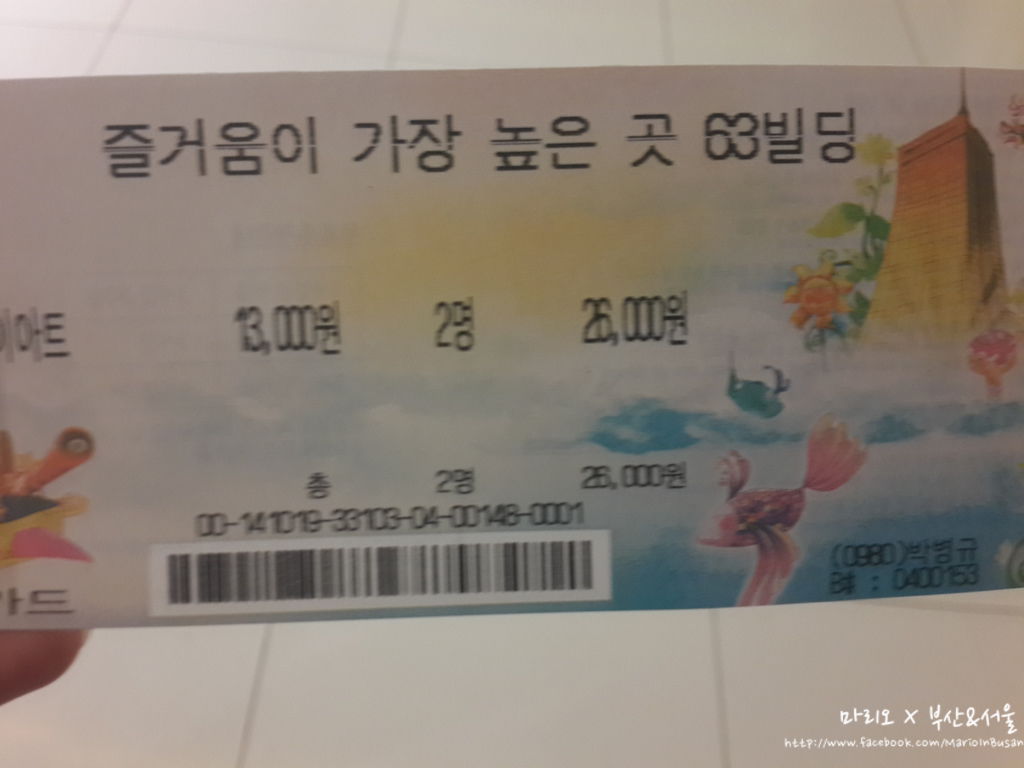 즐거움이 가장 높은 곳 63빌딩
이아트 13,000원 2명 26,000원
총 2명 26,000원
00-141019-33103-04-00148-0001
카드
(0980)박병규
B# : 0400153
마리오 X 부산&서울
http://www.facebook.com/MarioInBusan